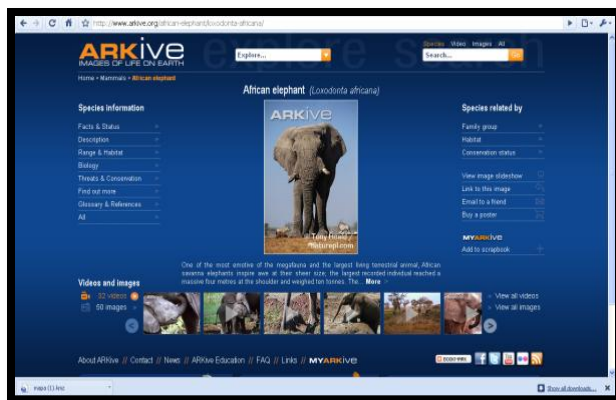 http://www.arkive.org/african-elephant/loxodonta-africana/
ARKive
IMAGES OF LIFE ON EARTH
Explore...
Species Video Images All
Search...
Home • Mammals • African elephant
African elephant (Loxodonta africana)
Species information
Facts & Status
Description
Range & Habitat
Biology
Threats & Conservation
Find out more
Glossary & References
All
ARKive
Species related by
Family group
Habitat
Conservation status
View image slideshow
Link to this image
Email to a friend
Buy a poster
MYARKive
Add to scrapbook
One of the most emotive of the megafauna and the largest living terrestrial animal, African
savanna elephants inspire awe at their sheer size; the largest recorded individual reached a
massive four metres at the shoulder and weighed ten tonnes. The... More
Videos and images
32 videos
50 images
View all videos
View all images
About ARKive // Contact // News // ARKive Education // FAQ // Links // MYARKive
Show all downloads...